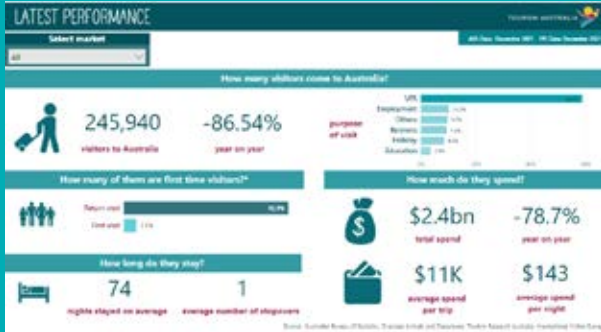 LATEST PERFORMANCE
TOURISM AUSTRALIA
Select market
All
How many visitors come to Australia?
245,940
visitors to Australia
-86.54%
year on year
purpose
of visit
VFR
Employment
Others
Business
Holiday
Education
How many of them are first time visitors?*
Return visit
First visit
How much do they spend?
$2.4bn
total spend
-78.7%
year on year
How long do they stay?
74
nights stayed on average
1
average number of stopovers
$11K
average spend
per trip
$143
average spend
per night